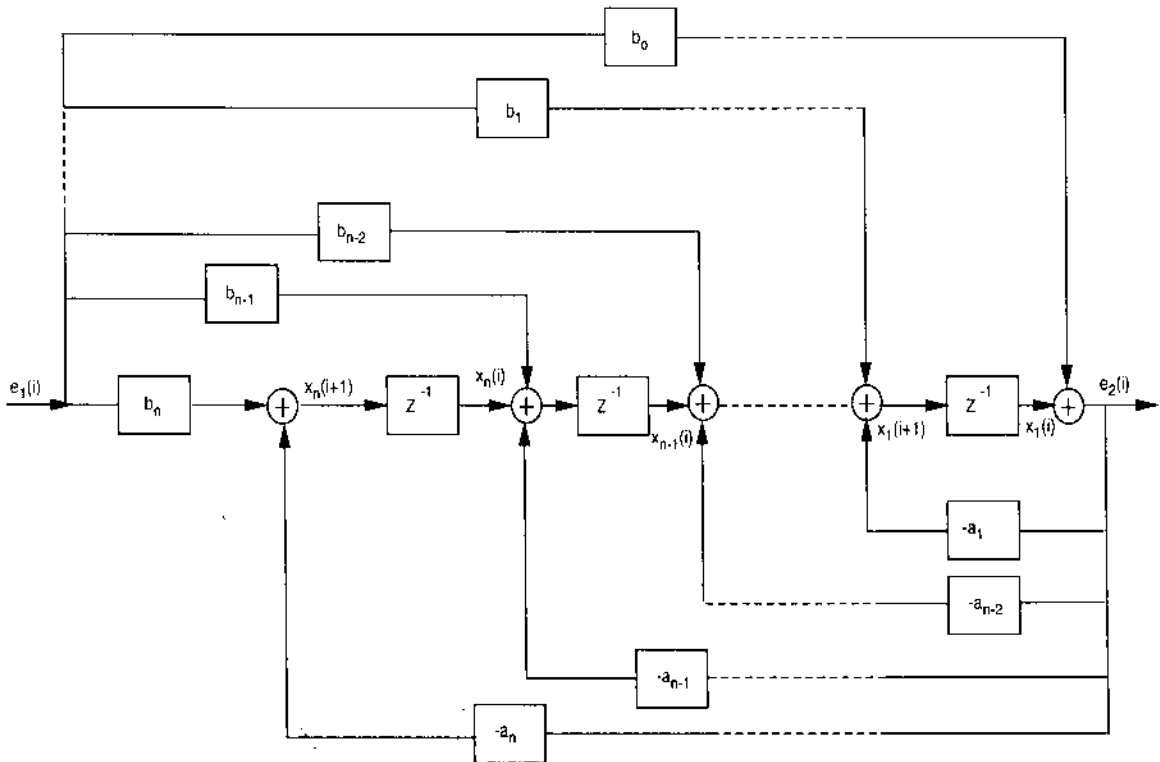 b₀
b₁
bₙ₋₂
bₙ₋₁
e₁(i)
bₙ
+
xₙ(i+1)
z⁻¹
xₙ(i)
+
z⁻¹
xₙ₋₁(i)
+
+
x₁(i+1)
z⁻¹
x₁(i)
+
e₂(i)
-a₁
-aₙ₋₂
-aₙ₋₁
-aₙ